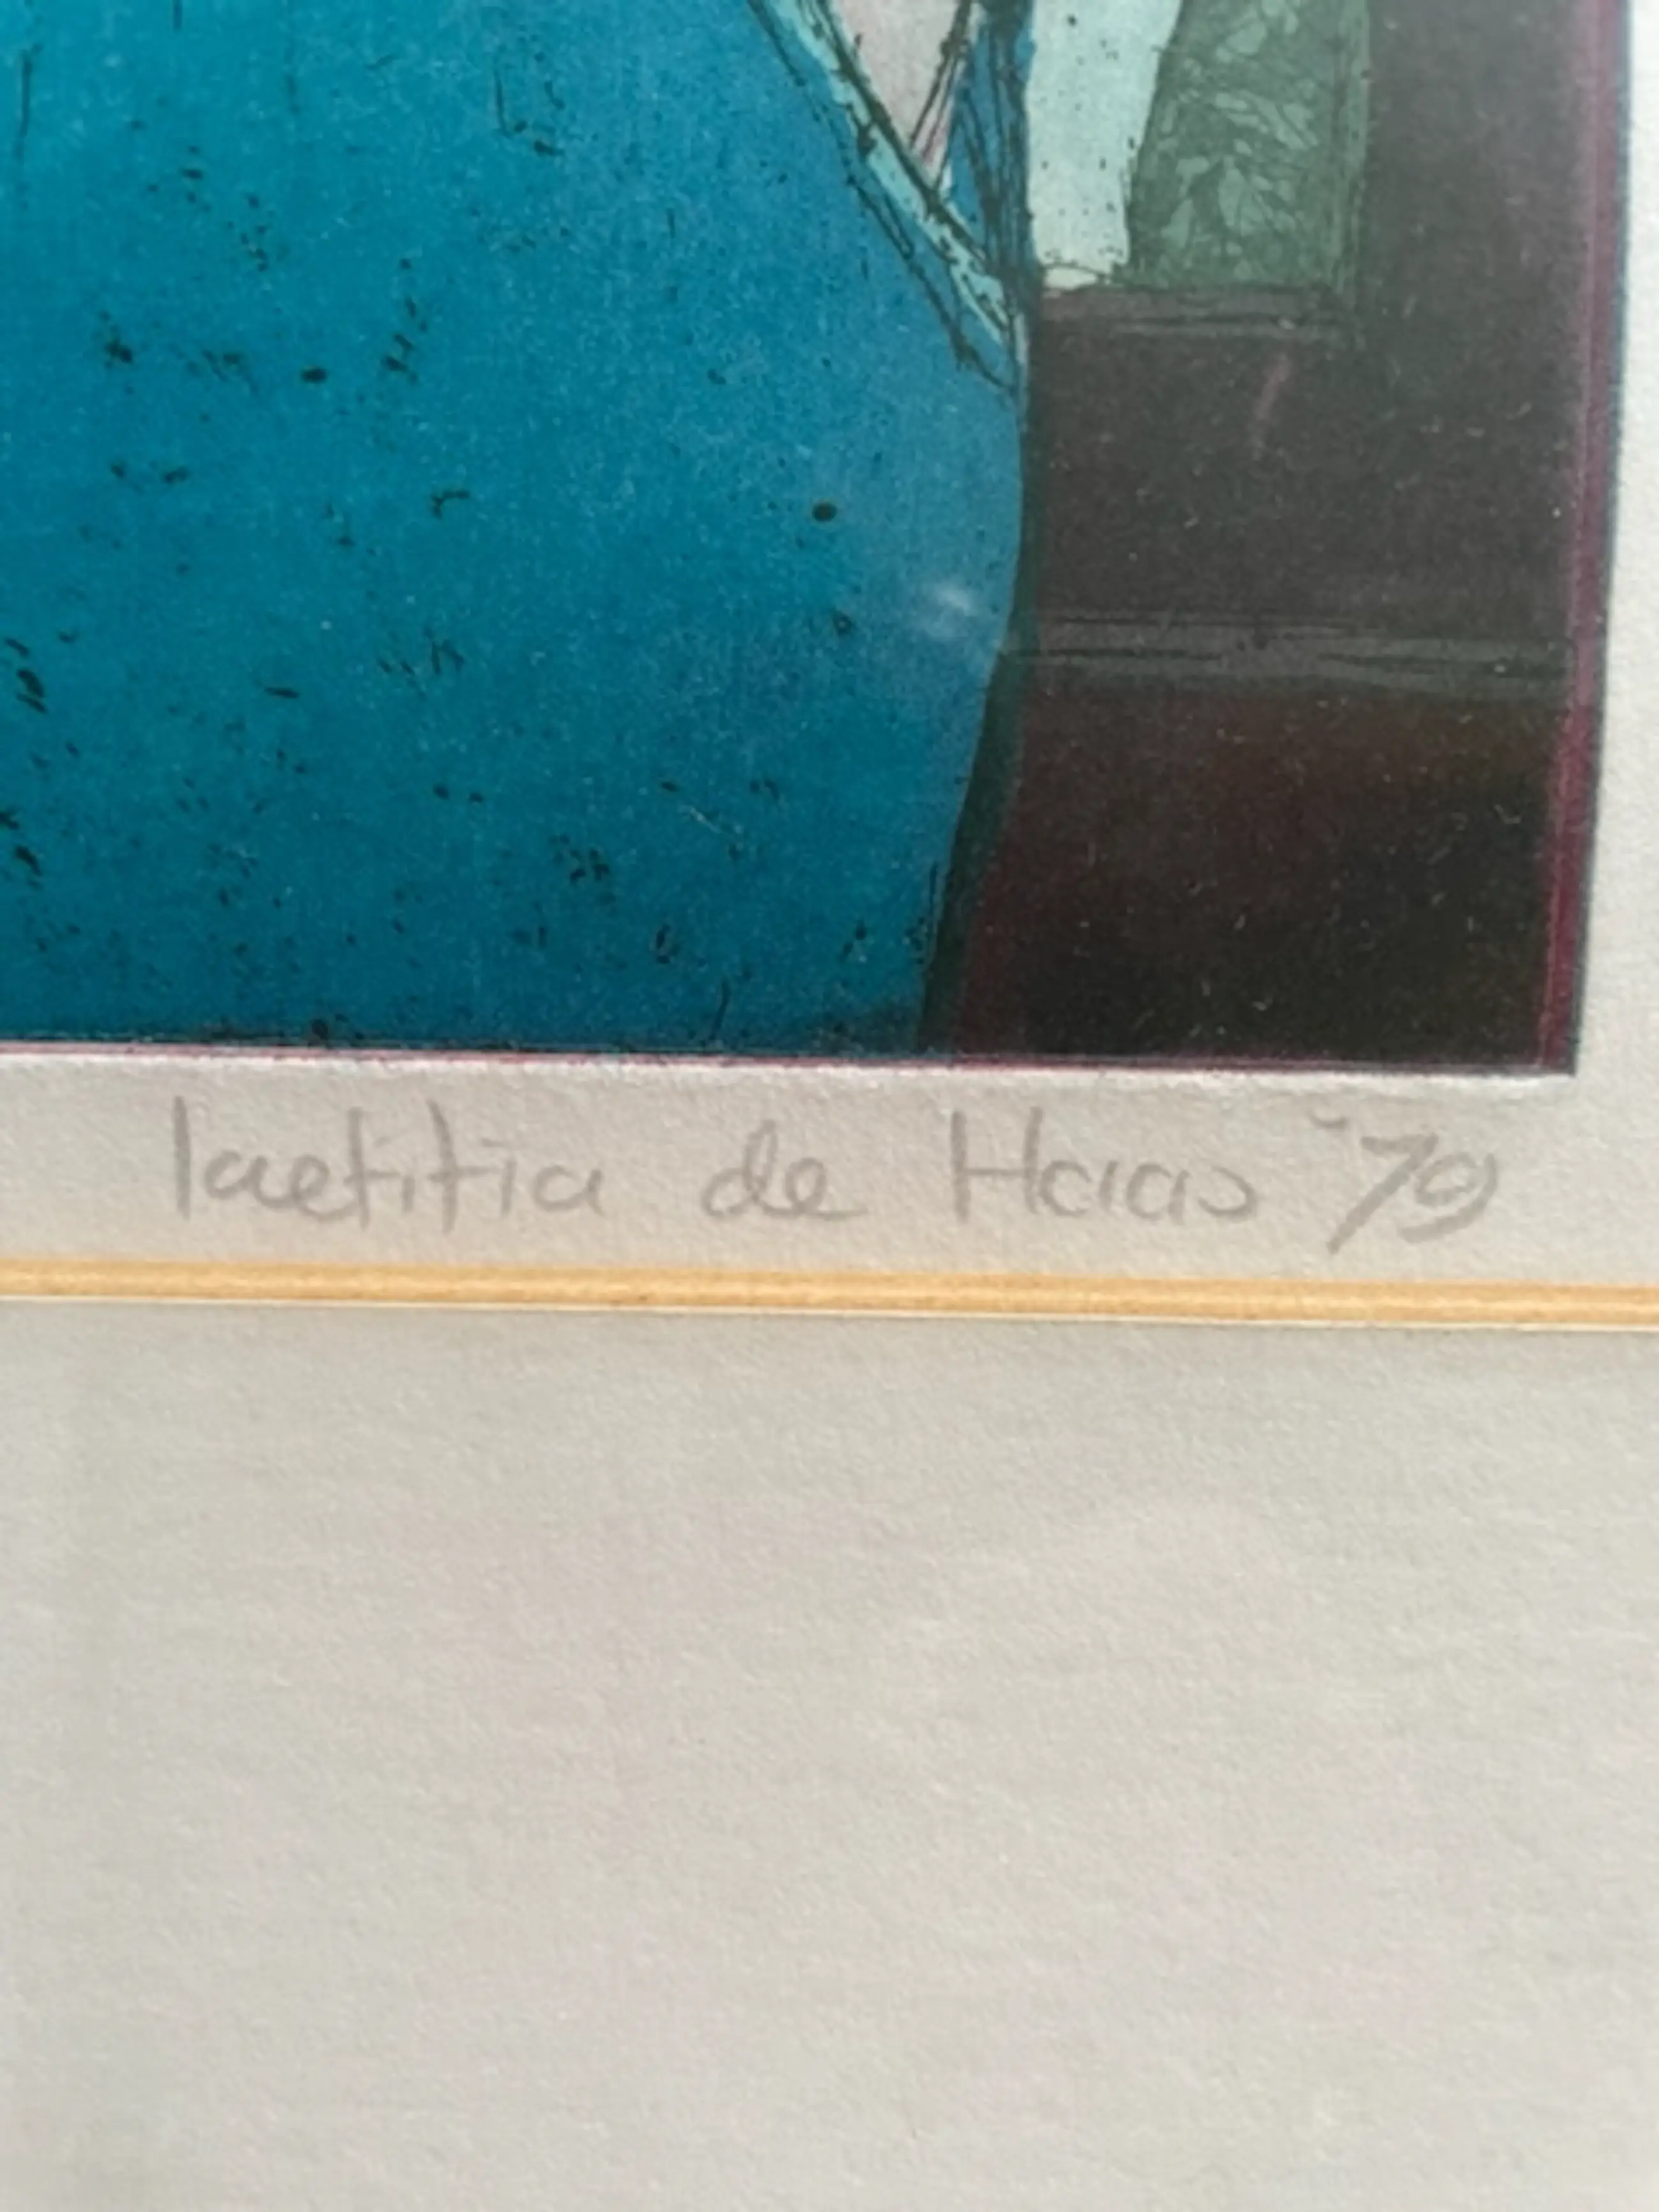 laetitia de Haas '79